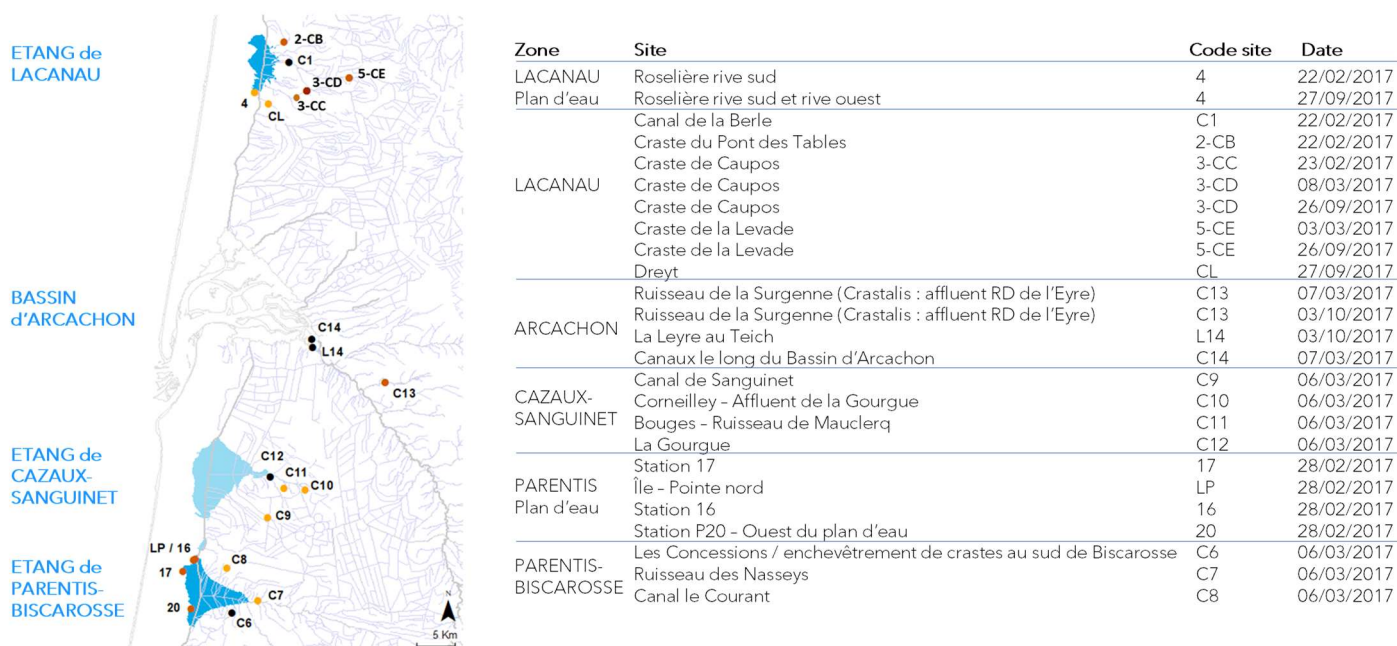 ETANG de
LACANAU
2-CB
C1
5-CE
3-CD
3-CC
4
CL
BASSIN
d'ARCACHON
C14
L14
C13
ETANG de
CAZAUX-
SANGUINET
C12
C11
C10
C9
ETANG de
PARENTIS-
BISCAROSSE
LP / 16
C8
17
C7
20
C6
N
5 Km
Zone Site Code site Date
LACANAU Roselière rive sud 4 22/02/2017
Plan d'eau Roselière rive sud et rive ouest 4 27/09/2017
Canal de la Berle C1 22/02/2017
Craste du Pont des Tables 2-CB 22/02/2017
Craste de Caupos 3-CC 23/02/2017
LACANAU Craste de Caupos 3-CD 08/03/2017
Craste de Caupos 3-CD 26/09/2017
Craste de la Levade 5-CE 03/03/2017
Craste de la Levade 5-CE 26/09/2017
Dreyt CL 27/09/2017
Ruisseau de la Surgenne (Crastalis : affluent RD de l'Eyre) C13 07/03/2017
ARCACHON Ruisseau de la Surgenne (Crastalis : affluent RD de l'Eyre) C13 03/10/2017
La Leyre au Teich L14 03/10/2017
Canaux le long du Bassin d'Arcachon C14 07/03/2017
Canal de Sanguinet C9 06/03/2017
CAZAUX- Corneilley - Affluent de la Gourgue C10 06/03/2017
SANGUINET Bouges - Ruisseau de Mauclerq C11 06/03/2017
La Gourgue C12 06/03/2017
Station 17 17 28/02/2017
PARENTIS Île - Pointe nord LP 28/02/2017
Plan d'eau Station 16 16 28/02/2017
Station P20 - Ouest du plan d'eau 20 28/02/2017
PARENTIS- Les Concessions / enchevêtrement de crastes au sud de Biscarosse C6 06/03/2017
BISCAROSSE Ruisseau des Nasseys C7 06/03/2017
Canal le Courant C8 06/03/2017